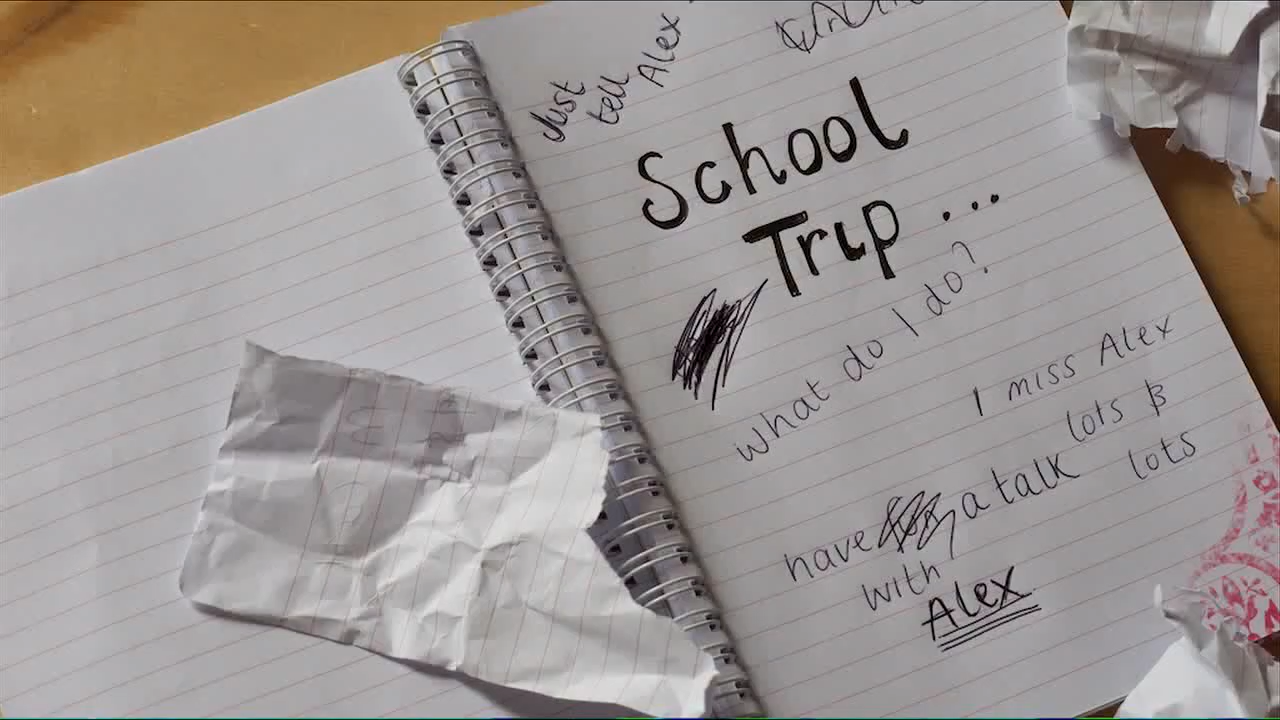 Just
tell
Alex
School
Trip...
What do I do?
I miss Alex
lots &
lots
have a talk
with
Alex